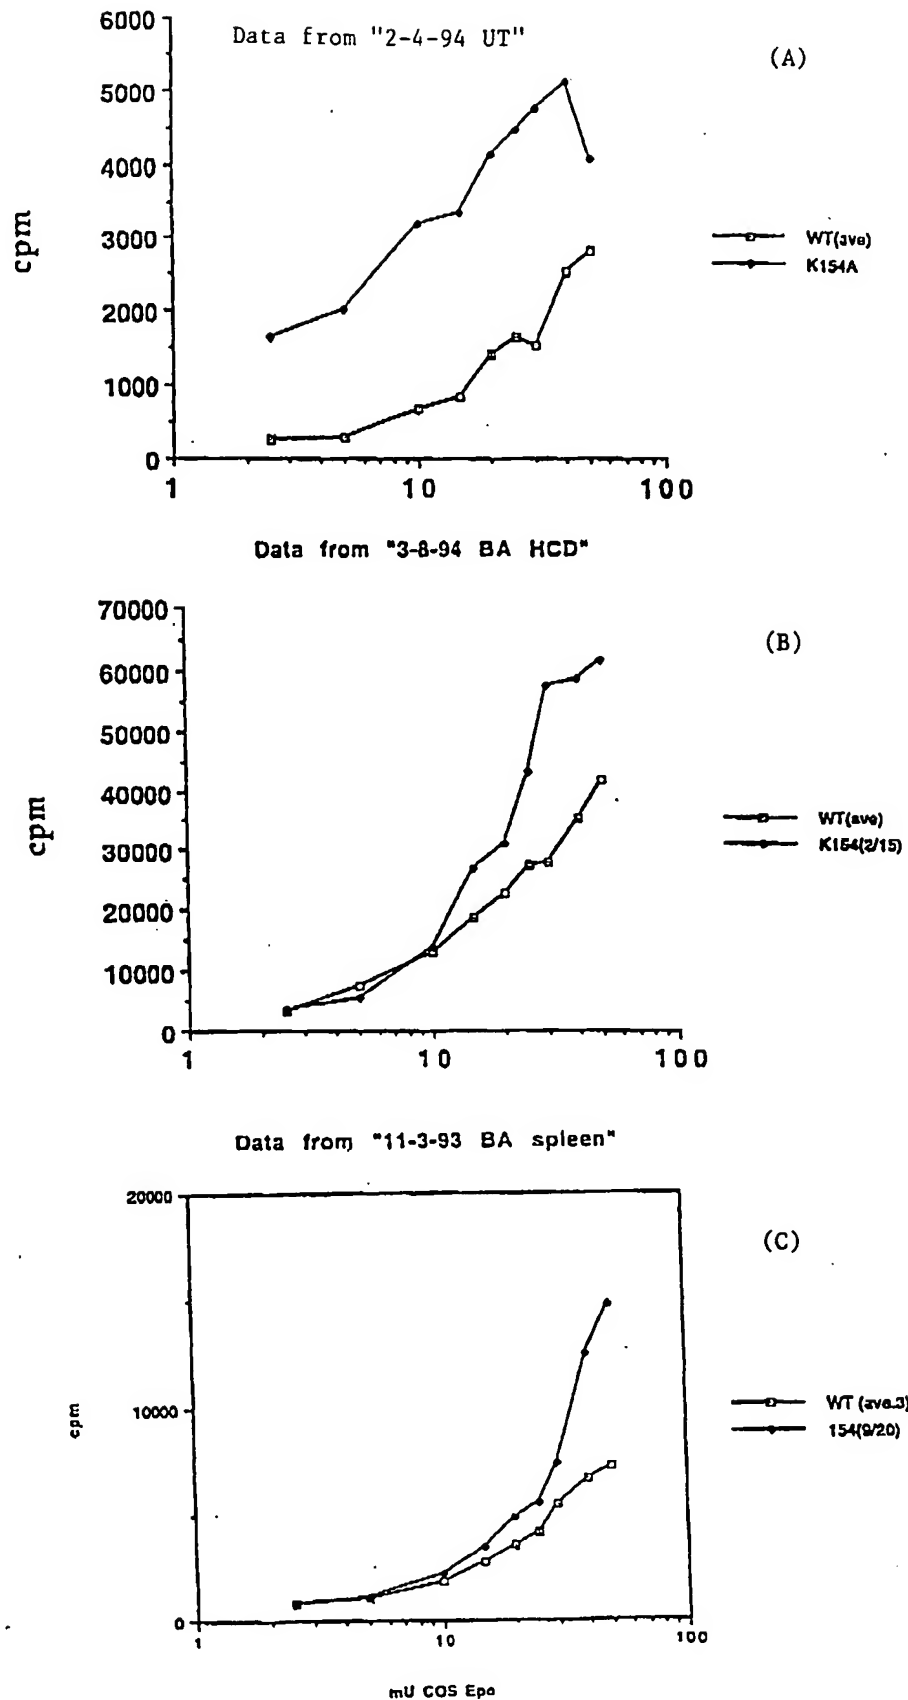 Data from "2-4-94 UT"
(A)
6000
5000
4000
3000
2000
1000
0
cpm
1 10 100
WT(ave)
K154A
Data from "3-8-94 BA HCD"
(B)
70000
60000
50000
40000
30000
20000
10000
0
cpm
1 10 100
WT(ave)
K154(2/15)
Data from "11-3-93 BA spleen"
(C)
20000
10000
0
cpm
1 10 100
WT (ave.3)
154(9/20)
mU COS Epo